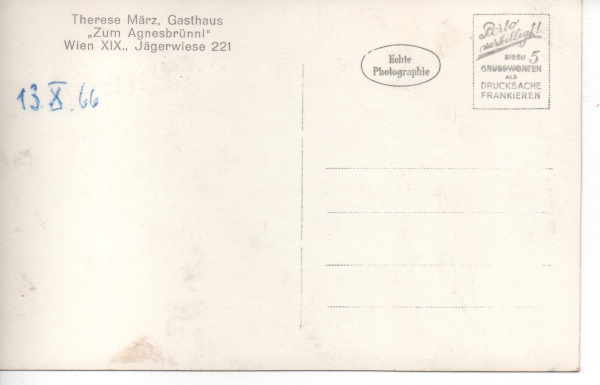 Therese März, Gasthaus
„Zum Agnesbrünnl“
Wien XIX., Jägerwiese 221
13.X.66
Echte
Photographie
Porto
verbilligt!
BIS ZU 5
GRUSSWORTEN
ALS
DRUCKSACHE
FRANKIEREN